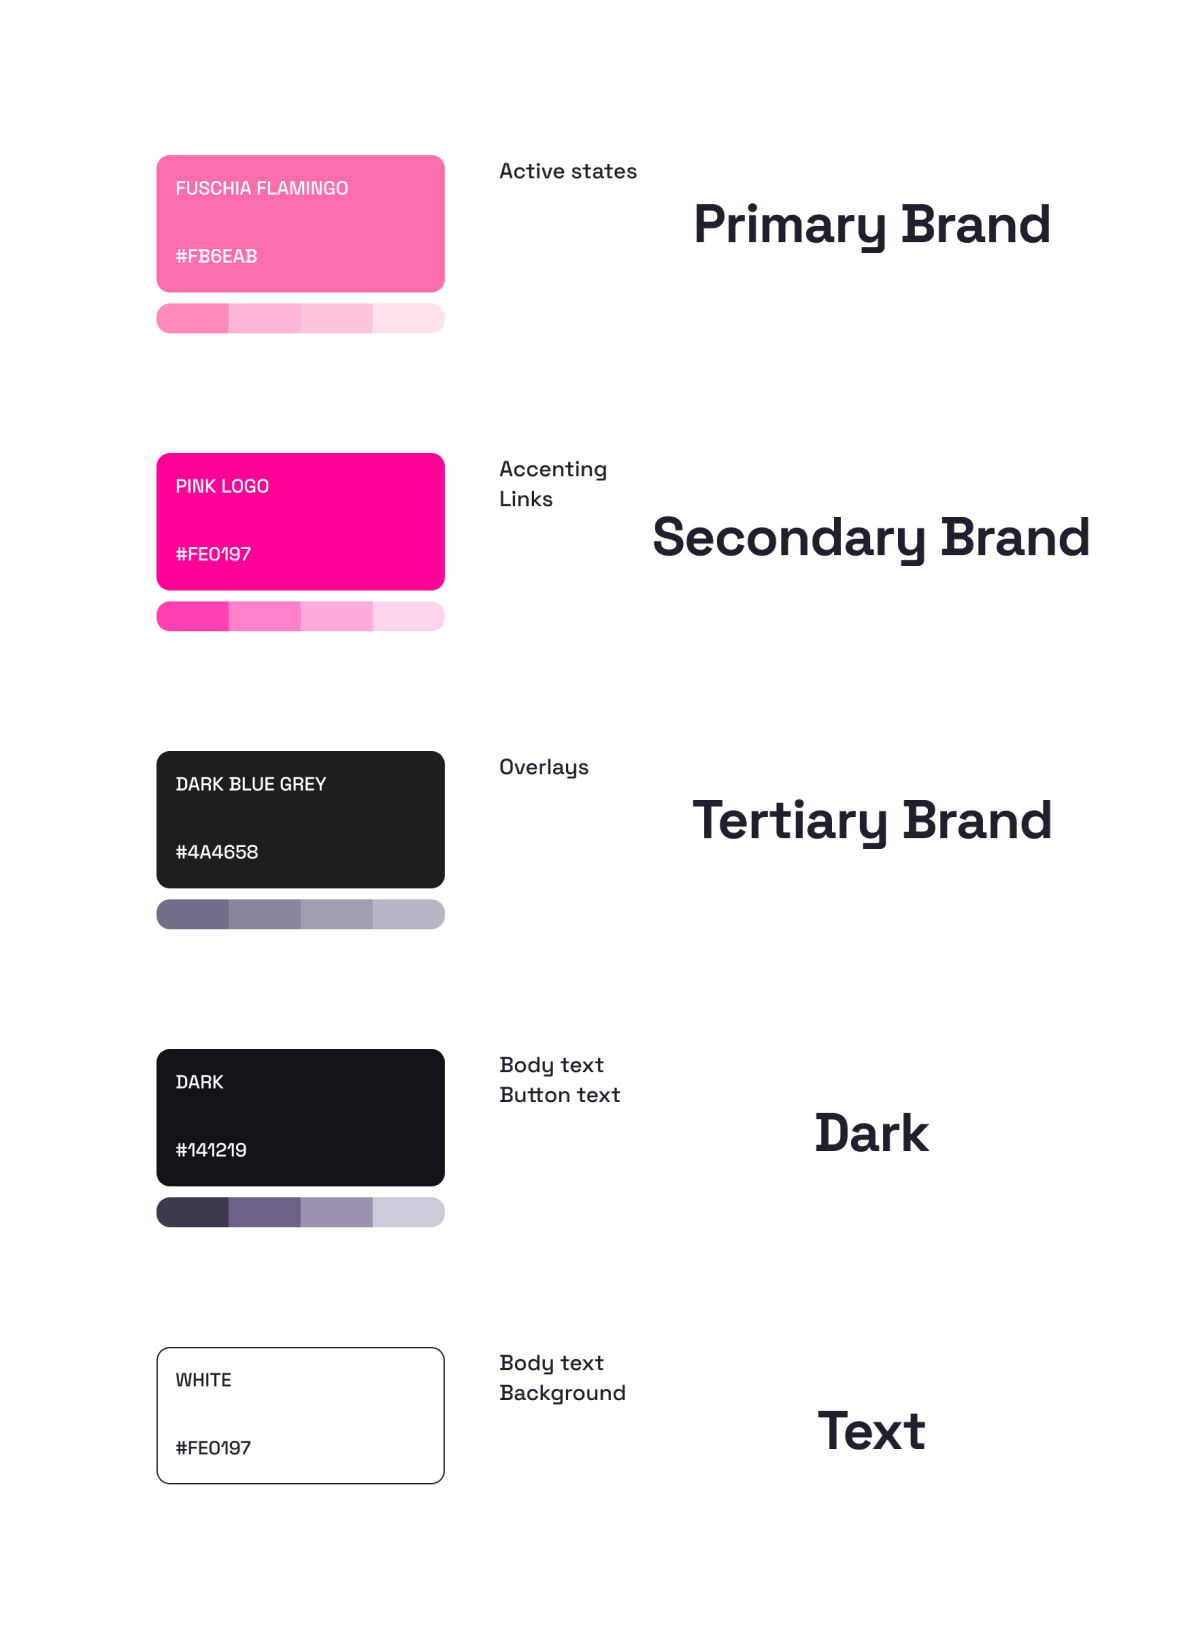 FUSCHIA FLAMINGO
#FB6EAB
Active states
Primary Brand
PINK LOGO
#FE0197
Accenting
Links
Secondary Brand
DARK BLUE GREY
#4A4658
Overlays
Tertiary Brand
DARK
#141219
Body text
Button text
Dark
WHITE
#FE0197
Body text
Background
Text